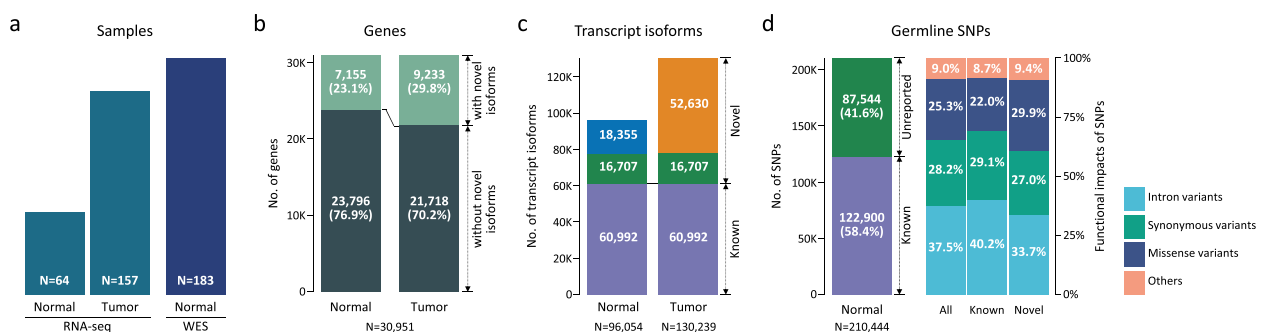 a
Samples
N=64
N=157
N=183
Normal
Tumor
Normal
RNA-seq
WES
b
Genes
No. of genes
30K
20K
10K
0
7,155
(23.1%)
9,233
(29.8%)
23,796
(76.9%)
21,718
(70.2%)
with novel
isoforms
without novel
isoforms
Normal
Tumor
N=30,951
c
Transcript isoforms
No. of transcript isoforms
120K
100K
80K
60K
40K
20K
0
18,355
52,630
16,707
16,707
60,992
60,992
Novel
Known
Normal
Tumor
N=96,054
N=130,239
d
Germline SNPs
No. of SNPs
200K
150K
100K
50K
0
87,544
(41.6%)
122,900
(58.4%)
Unreported
Known
Normal
N=210,444
9.0%
8.7%
9.4%
25.3%
22.0%
29.9%
28.2%
29.1%
27.0%
37.5%
40.2%
33.7%
All
Known
Novel
100%
75%
50%
25%
0%
Functional impacts of SNPs
Intron variants
Synonymous variants
Missense variants
Others